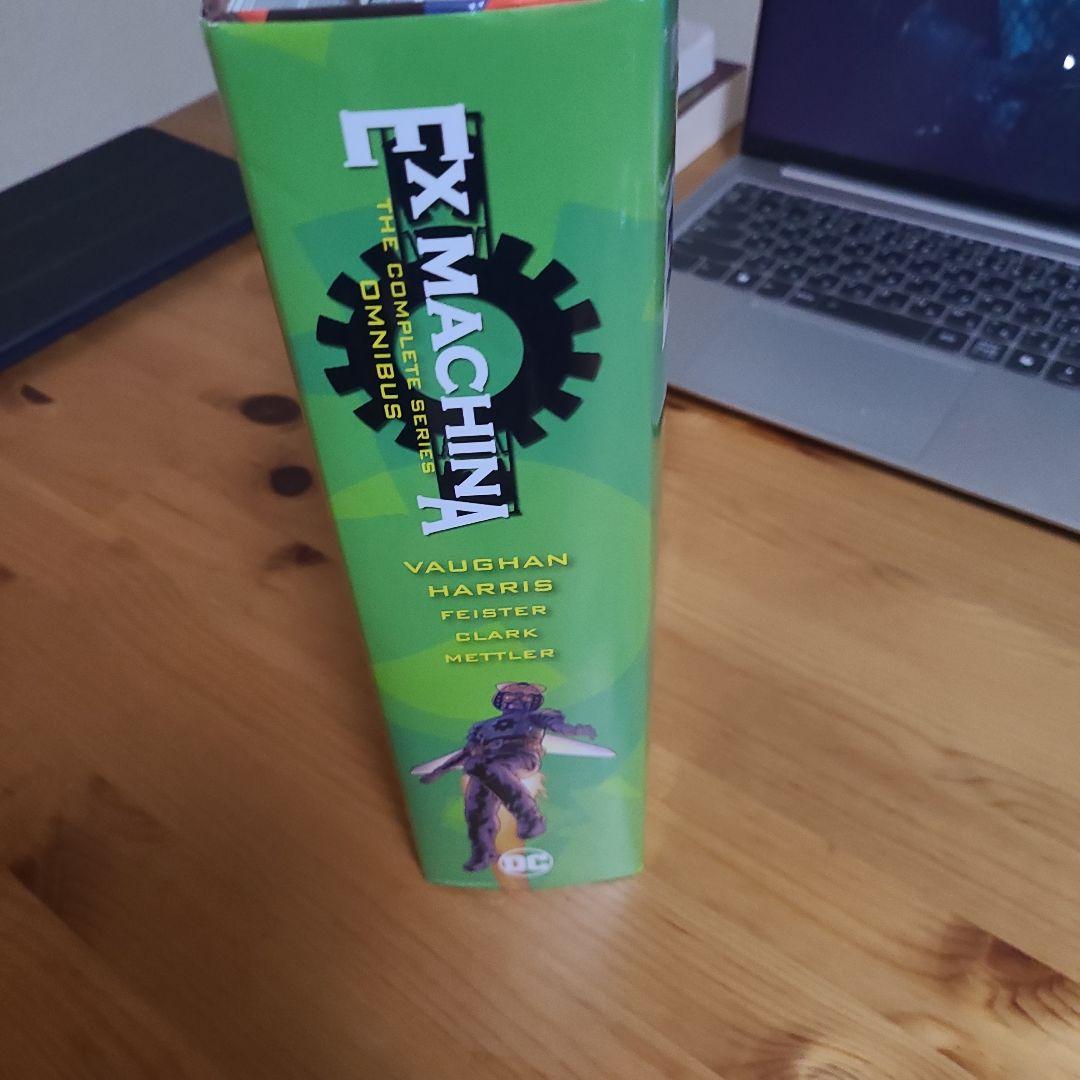 EX MACHINA
THE COMPLETE SERIES
OMNIBUS
VAUGHAN
HARRIS
FEISTER
CLARK
METTLER
DC